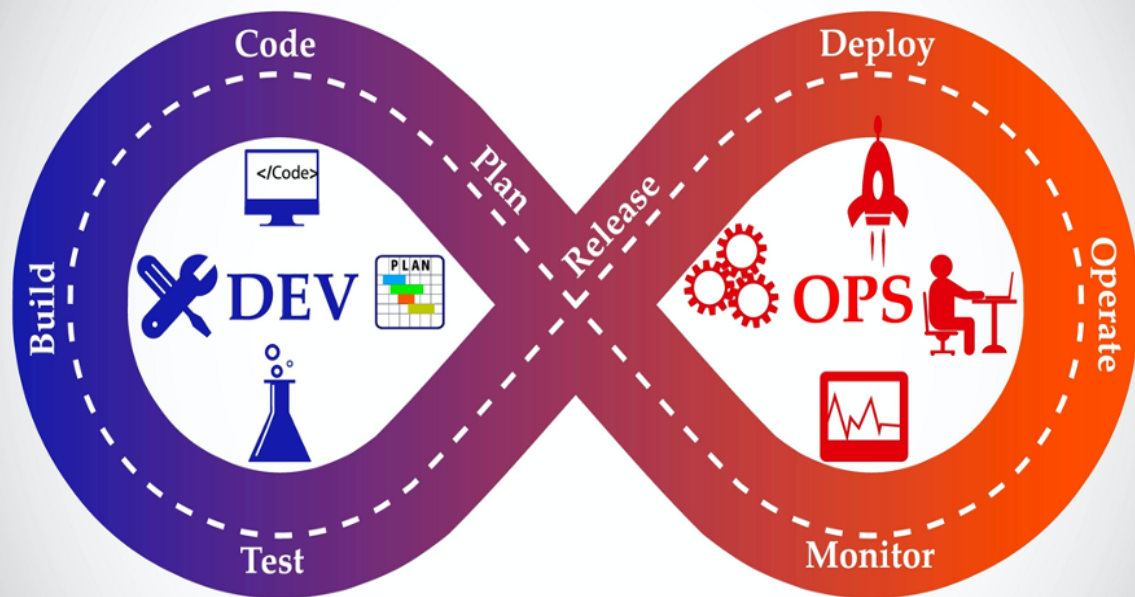 Code
Deploy
Plan
Release
</Code>
PLAN
Build
DEV
OPS
Operate
Test
Monitor